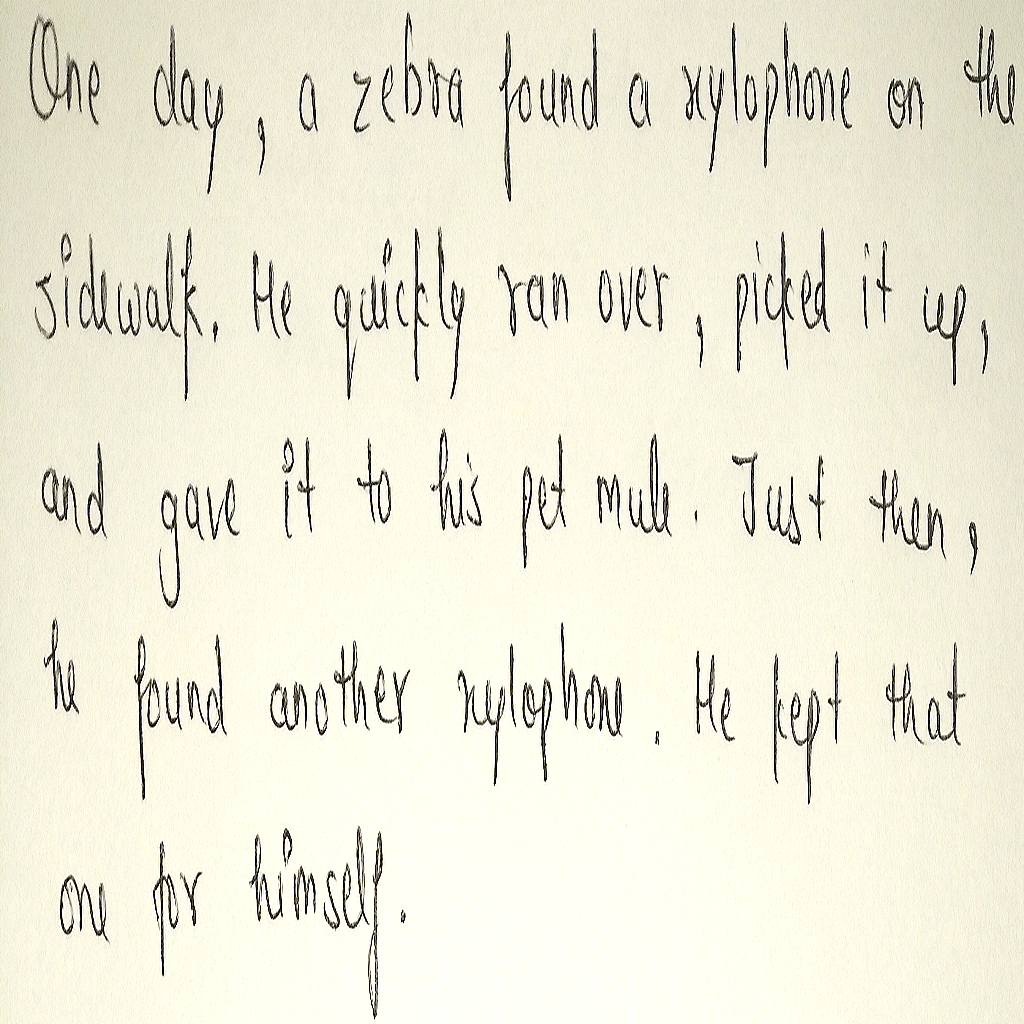 One day, a zebra found a xylophone on the
sidewalk. He quickly ran over, picked it up,
and gave it to his pet mule. Just then,
he found another xylophone. He kept that
one for himself.